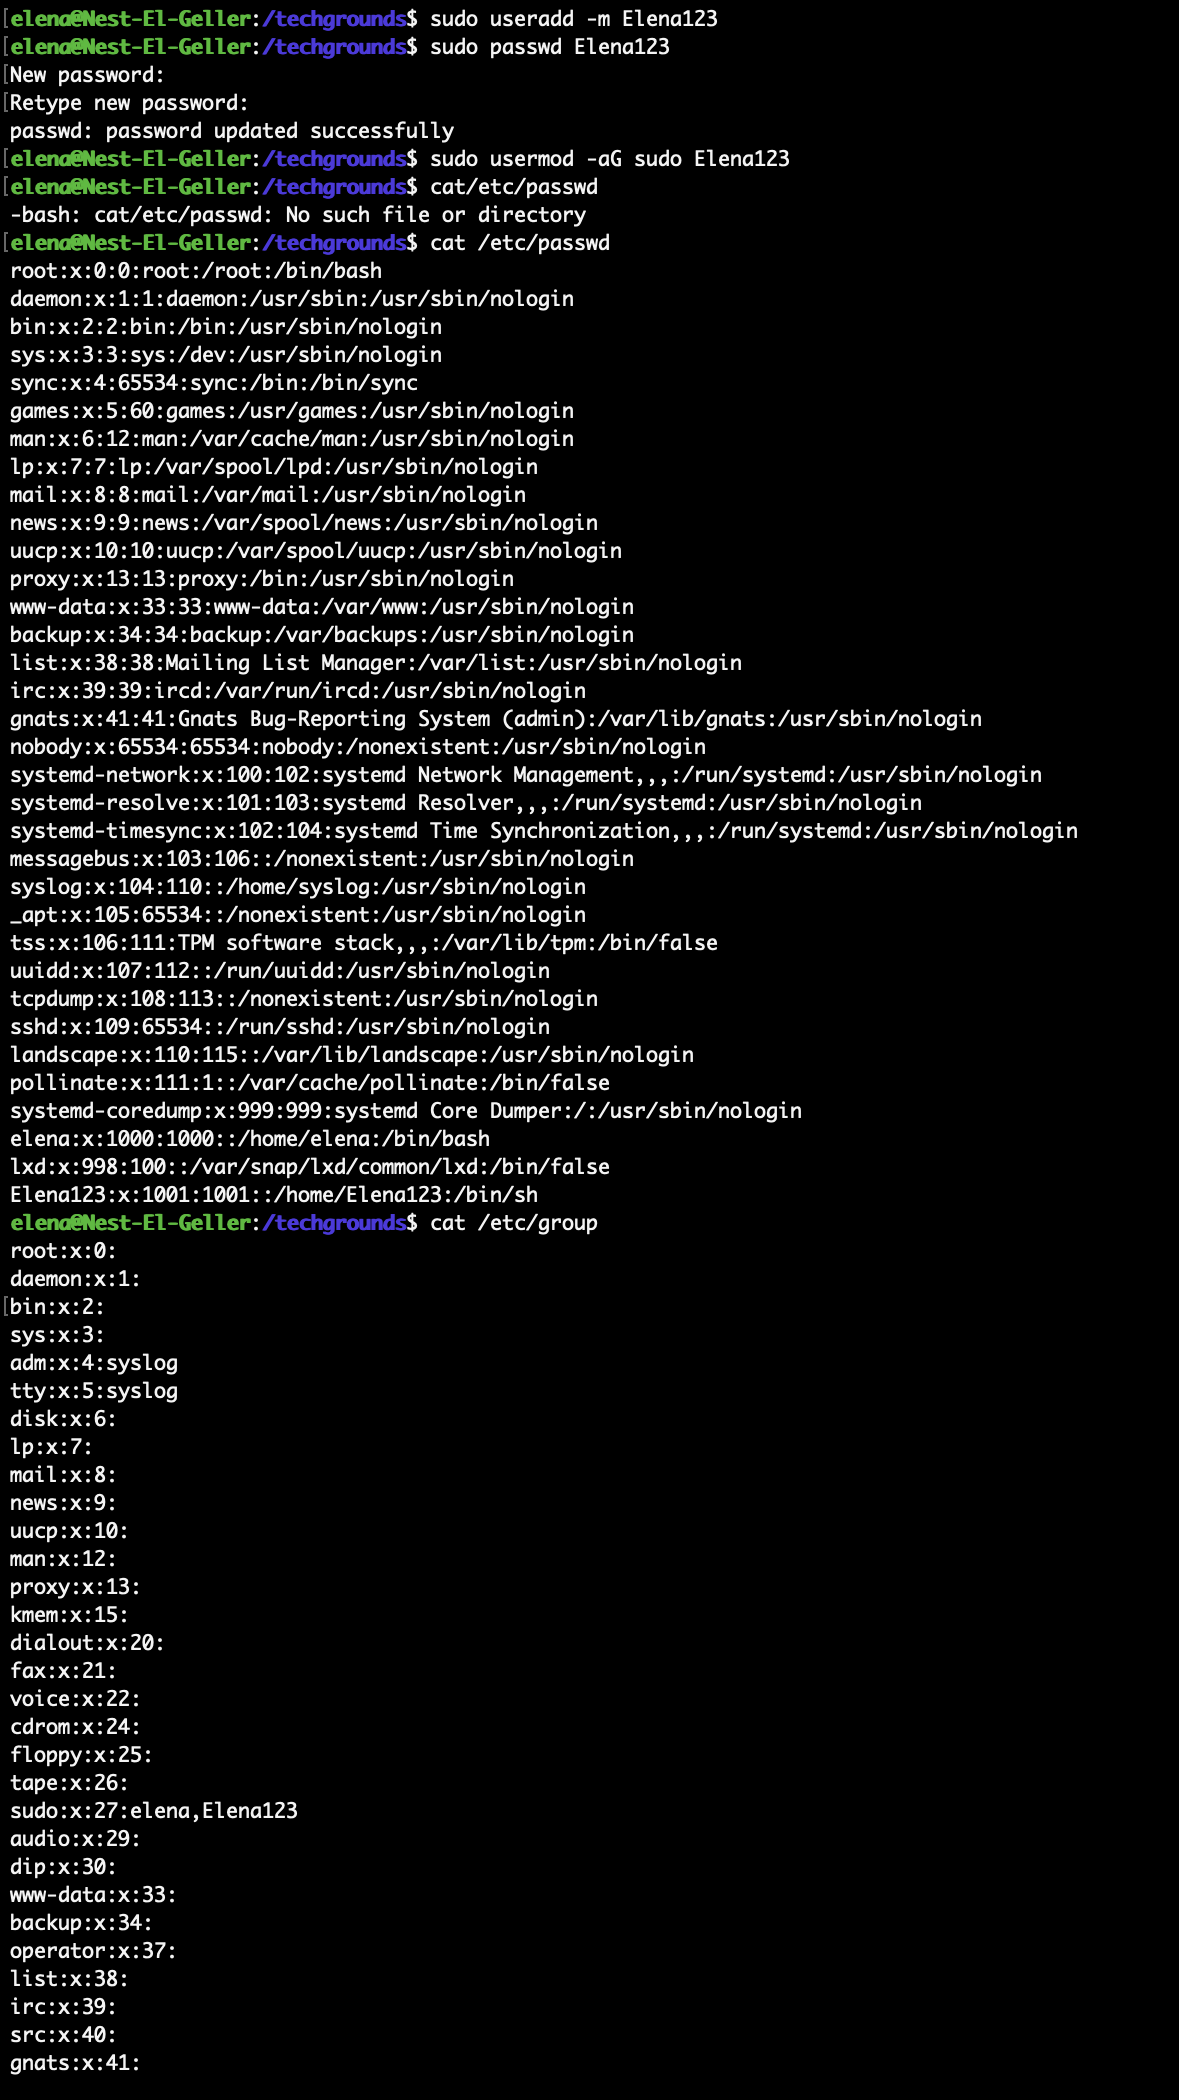 [elena@Nest-El-Geller:/techgrounds$ sudo useradd -m Elena123
[elena@Nest-El-Geller:/techgrounds$ sudo passwd Elena123
[New password:
[Retype new password:
passwd: password updated successfully
[elena@Nest-El-Geller:/techgrounds$ sudo usermod -aG sudo Elena123
[elena@Nest-El-Geller:/techgrounds$ cat/etc/passwd
-bash: cat/etc/passwd: No such file or directory
[elena@Nest-El-Geller:/techgrounds$ cat /etc/passwd
root:x:0:0:root:/root:/bin/bash
daemon:x:1:1:daemon:/usr/sbin:/usr/sbin/nologin
bin:x:2:2:bin:/bin:/usr/sbin/nologin
sys:x:3:3:sys:/dev:/usr/sbin/nologin
sync:x:4:65534:sync:/bin:/bin/sync
games:x:5:60:games:/usr/games:/usr/sbin/nologin
man:x:6:12:man:/var/cache/man:/usr/sbin/nologin
lp:x:7:7:lp:/var/spool/lpd:/usr/sbin/nologin
mail:x:8:8:mail:/var/mail:/usr/sbin/nologin
news:x:9:9:news:/var/spool/news:/usr/sbin/nologin
uucp:x:10:10:uucp:/var/spool/uucp:/usr/sbin/nologin
proxy:x:13:13:proxy:/bin:/usr/sbin/nologin
www-data:x:33:33:www-data:/var/www:/usr/sbin/nologin
backup:x:34:34:backup:/var/backups:/usr/sbin/nologin
list:x:38:38:Mailing List Manager:/var/list:/usr/sbin/nologin
irc:x:39:39:ircd:/var/run/ircd:/usr/sbin/nologin
gnats:x:41:41:Gnats Bug-Reporting System (admin):/var/lib/gnats:/usr/sbin/nologin
nobody:x:65534:65534:nobody:/nonexistent:/usr/sbin/nologin
systemd-network:x:100:102:systemd Network Management,,,:/run/systemd:/usr/sbin/nologin
systemd-resolve:x:101:103:systemd Resolver,,,:/run/systemd:/usr/sbin/nologin
systemd-timesync:x:102:104:systemd Time Synchronization,,,:/run/systemd:/usr/sbin/nologin
messagebus:x:103:106::/nonexistent:/usr/sbin/nologin
syslog:x:104:110::/home/syslog:/usr/sbin/nologin
_apt:x:105:65534::/nonexistent:/usr/sbin/nologin
tss:x:106:111:TPM software stack,,,:/var/lib/tpm:/bin/false
uuidd:x:107:112::/run/uuidd:/usr/sbin/nologin
tcpdump:x:108:113::/nonexistent:/usr/sbin/nologin
sshd:x:109:65534::/run/sshd:/usr/sbin/nologin
landscape:x:110:115::/var/lib/landscape:/usr/sbin/nologin
pollinate:x:111:1::/var/cache/pollinate:/bin/false
systemd-coredump:x:999:999:systemd Core Dumper:/:/usr/sbin/nologin
elena:x:1000:1000::/home/elena:/bin/bash
lxd:x:998:100::/var/snap/lxd/common/lxd:/bin/false
Elena123:x:1001:1001::/home/Elena123:/bin/sh
elena@Nest-El-Geller:/techgrounds$ cat /etc/group
root:x:0:
daemon:x:1:
[bin:x:2:
sys:x:3:
adm:x:4:syslog
tty:x:5:syslog
disk:x:6:
lp:x:7:
mail:x:8:
news:x:9:
uucp:x:10:
man:x:12:
proxy:x:13:
kmem:x:15:
dialout:x:20:
fax:x:21:
voice:x:22:
cdrom:x:24:
floppy:x:25:
tape:x:26:
sudo:x:27:elena,Elena123
audio:x:29:
dip:x:30:
www-data:x:33:
backup:x:34:
operator:x:37:
list:x:38:
irc:x:39:
src:x:40:
gnats:x:41: